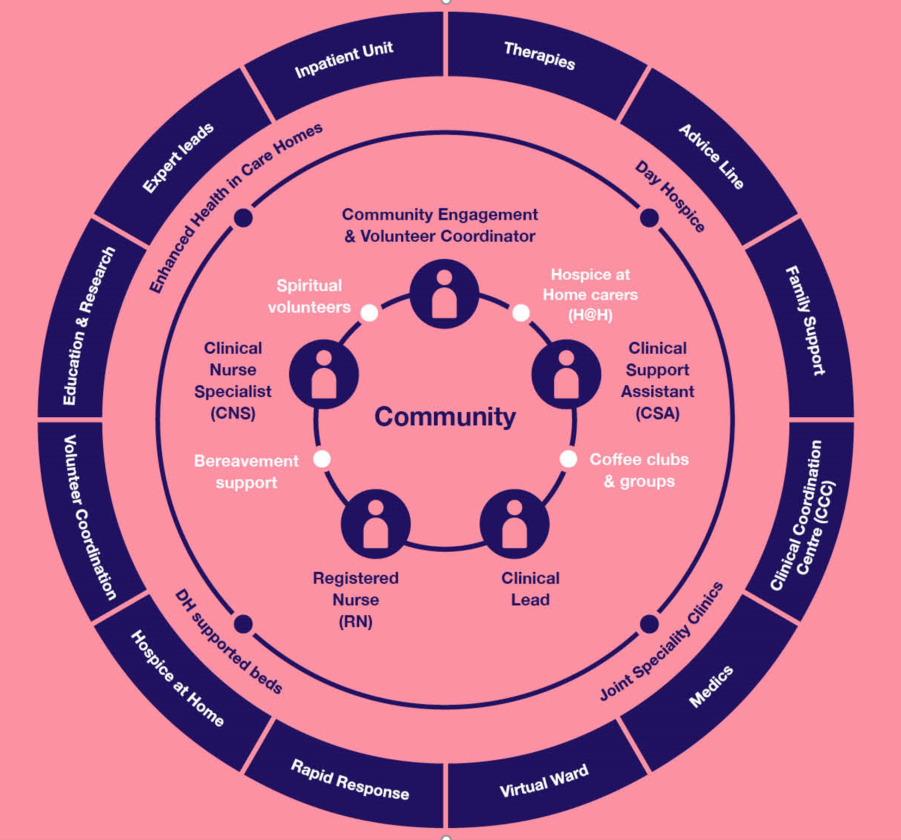 Inpatient Unit
Therapies
Advice Line
Family Support
Clinical Coordination
Centre (CCC)
Medics
Virtual Ward
Rapid Response
Hospice at Home
Volunteer Coordination
Education & Research
Expert leads
Enhanced Health in Care Homes
Day Hospice
Joint Speciality Clinics
DH supported beds
Community Engagement
& Volunteer Coordinator
Spiritual
volunteers
Hospice at
Home carers
(H@H)
Clinical
Nurse
Specialist
(CNS)
Clinical
Support
Assistant
(CSA)
Community
Bereavement
support
Coffee clubs
& groups
Registered
Nurse
(RN)
Clinical
Lead